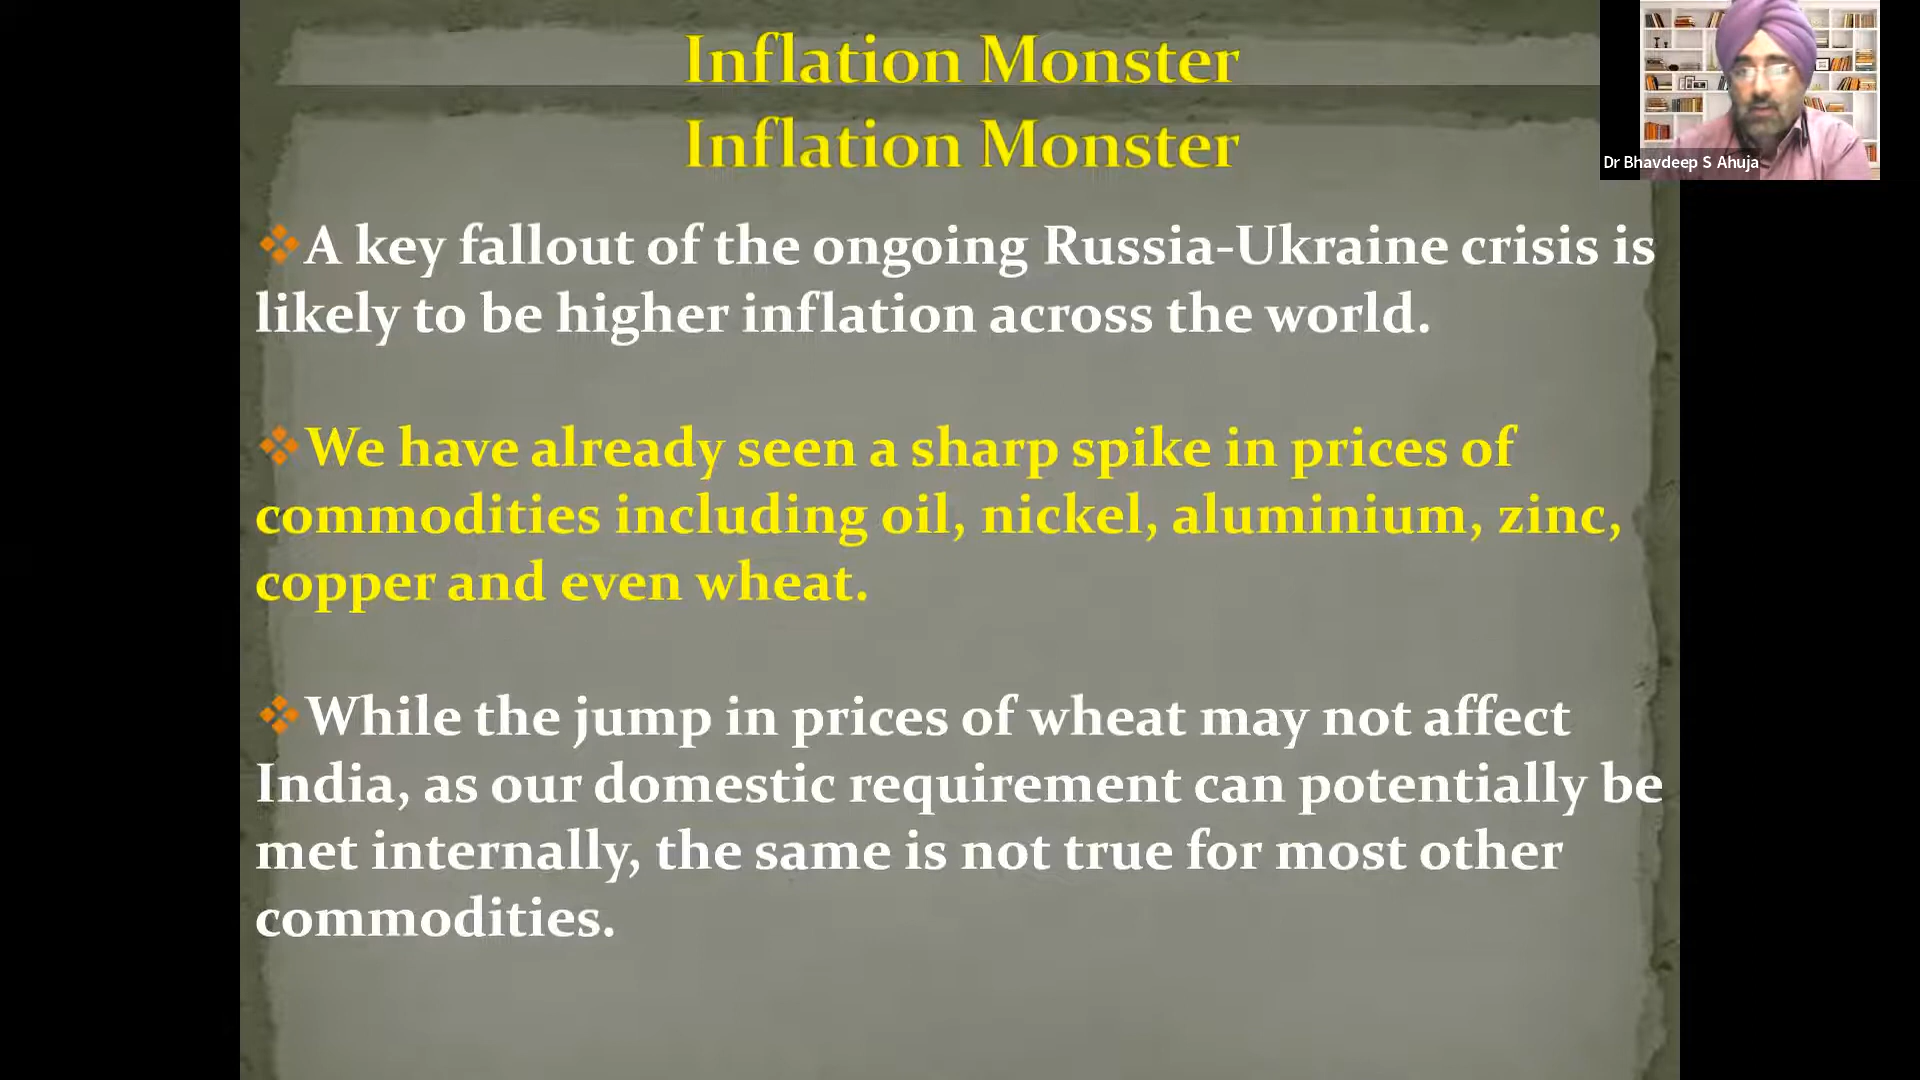 Inflation Monster
Inflation Monster
Dr Bhavdeep S Ahuja
A key fallout of the ongoing Russia-Ukraine crisis is
likely to be higher inflation across the world.
We have already seen a sharp spike in prices of
commodities including oil, nickel, aluminium, zinc,
copper and even wheat.
While the jump in prices of wheat may not affect
India, as our domestic requirement can potentially be
met internally, the same is not true for most other
commodities.